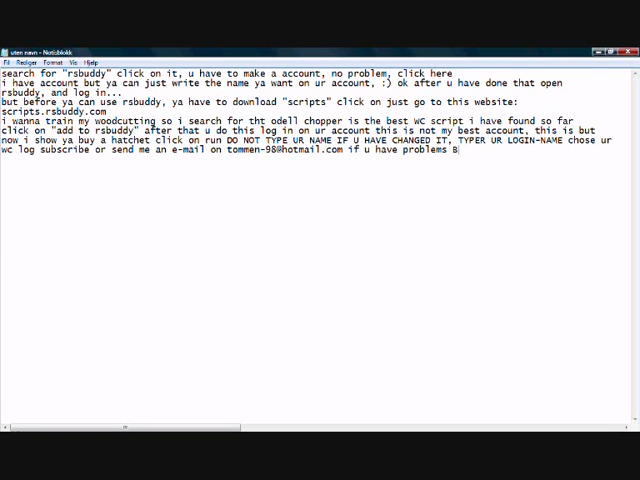 uten navn - Notisblokk
Fil Rediger Format Vis Hjelp
search for "rsbuddy" click on it, u have to make a account, no problem, click here
i have account but ya can just write the name ya want on ur account, :) ok after u have done that open
rsbuddy, and log in...
but before ya can use rsbuddy, ya have to download "scripts" click on just go to this website:
scripts.rsbuddy.com
i wanna train my woodcutting so i search for tht odell chopper is the best WC script i have found so far
click on "add to rsbuddy" after that u do this log in on ur account this is not my best account, this is but
now i show ya buy a hatchet click on run DO NOT TYPE UR NAME IF U HAVE CHANGED IT, TYPER UR LOGIN-NAME chose ur
wc log subscribe or send me an e-mail on tommen-98@hotmail.com if u have problems 8